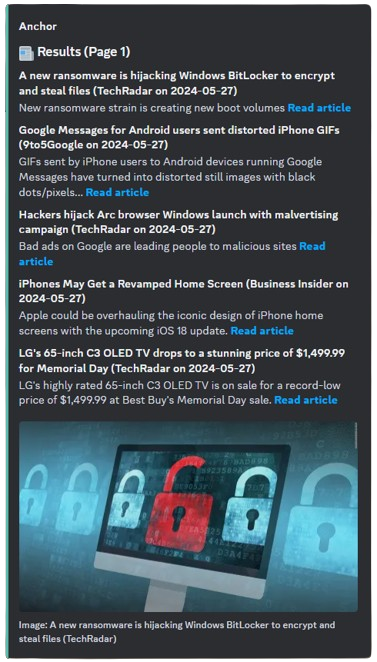 Anchor
Results (Page 1)
A new ransomware is hijacking Windows BitLocker to encrypt
and steal files (TechRadar on 2024-05-27)
New ransomware strain is creating new boot volumes Read article
Google Messages for Android users sent distorted iPhone GIFs
(9to5Google on 2024-05-27)
GIFs sent by iPhone users to Android devices running Google
Messages have turned into distorted still images with black
dots/pixels... Read article
Hackers hijack Arc browser Windows launch with malvertising
campaign (TechRadar on 2024-05-27)
Bad ads on Google are leading people to malicious sites Read
article
iPhones May Get a Revamped Home Screen (Business Insider on
2024-05-27)
Apple could be overhauling the iconic design of iPhone home
screens with the upcoming iOS 18 update. Read article
LG's 65-inch C3 OLED TV drops to a stunning price of $1,499.99
for Memorial Day (TechRadar on 2024-05-27)
LG's highly rated 65-inch C3 OLED TV is on sale for a record-low
price of $1,499.99 at Best Buy's Memorial Day sale. Read article
Image: A new ransomware is hijacking Windows BitLocker to encrypt and
steal files (TechRadar)